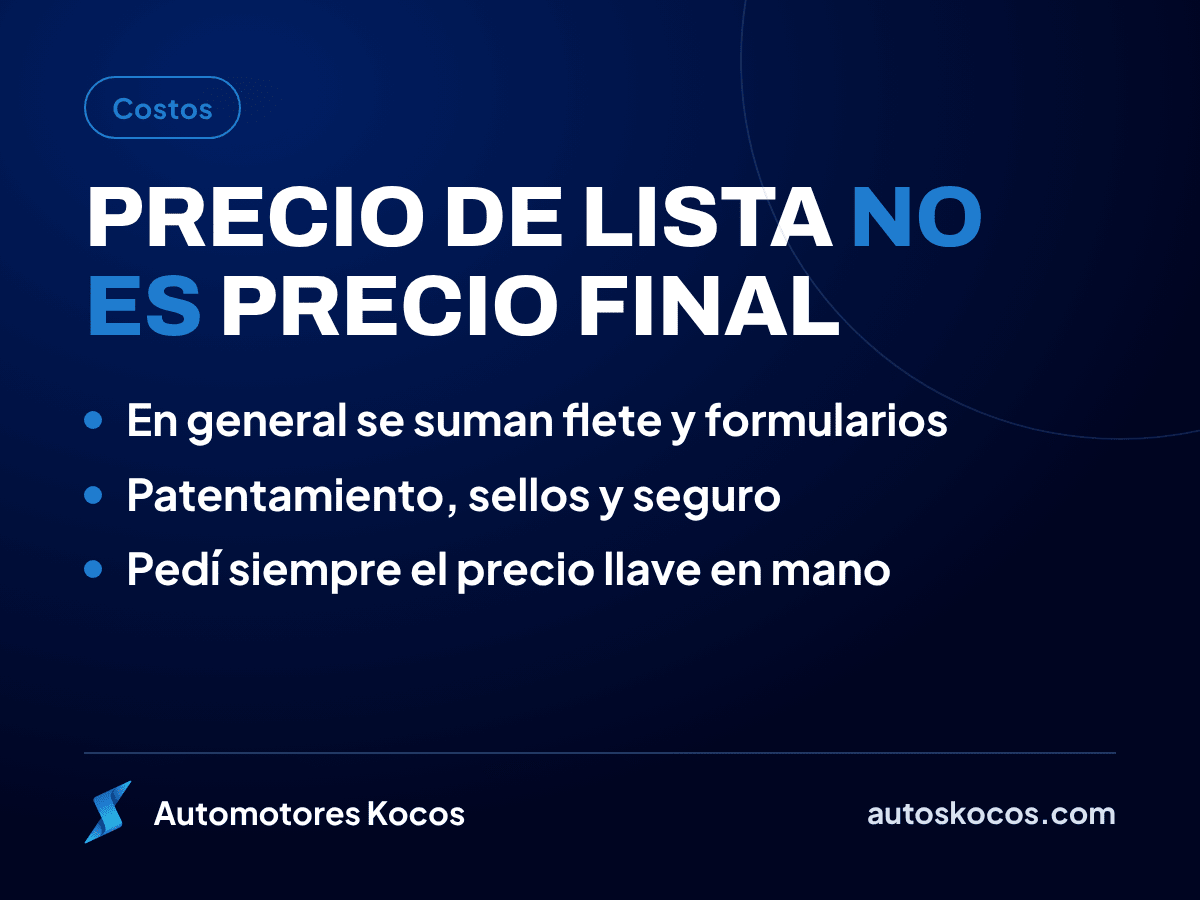 Costos
PRECIO DE LISTA NO
ES PRECIO FINAL
En general se suman flete y formularios
Patentamiento, sellos y seguro
Pedí siempre el precio llave en mano
Automotores Kocos
autoskocos.com